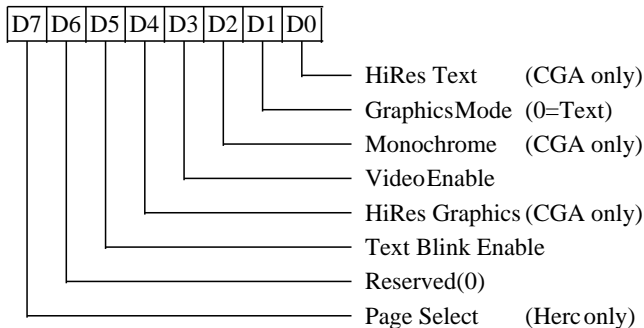 D7 D6 D5 D4 D3 D2 D1 D0
HiRes Text (CGA only)
GraphicsMode (0=Text)
Monochrome (CGA only)
VideoEnable
HiRes Graphics (CGA only)
Text Blink Enable
Reserved(0)
Page Select (Herc only)